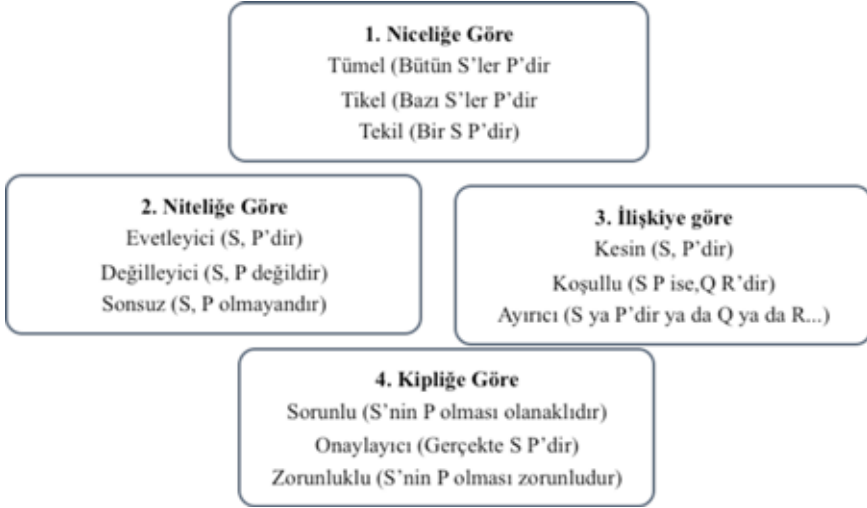 1. Niceliğe Göre
Tümel (Bütün S’ler P’dir
Tikel (Bazı S’ler P’dir
Tekil (Bir S P’dir)
2. Niteliğe Göre
Evetleyici (S, P’dir)
Değilleyici (S, P değildir)
Sonsuz (S, P olmayandır)
3. İlişkiye göre
Kesin (S, P’dir)
Koşullu (S P ise,Q R’dir)
Ayırıcı (S ya P’dir ya da Q ya da R...)
4. Kipliğe Göre
Sorunlu (S’nin P olması olanaklıdır)
Onaylayıcı (Gerçekte S P’dir)
Zorunluklu (S’nin P olması zorunludur)